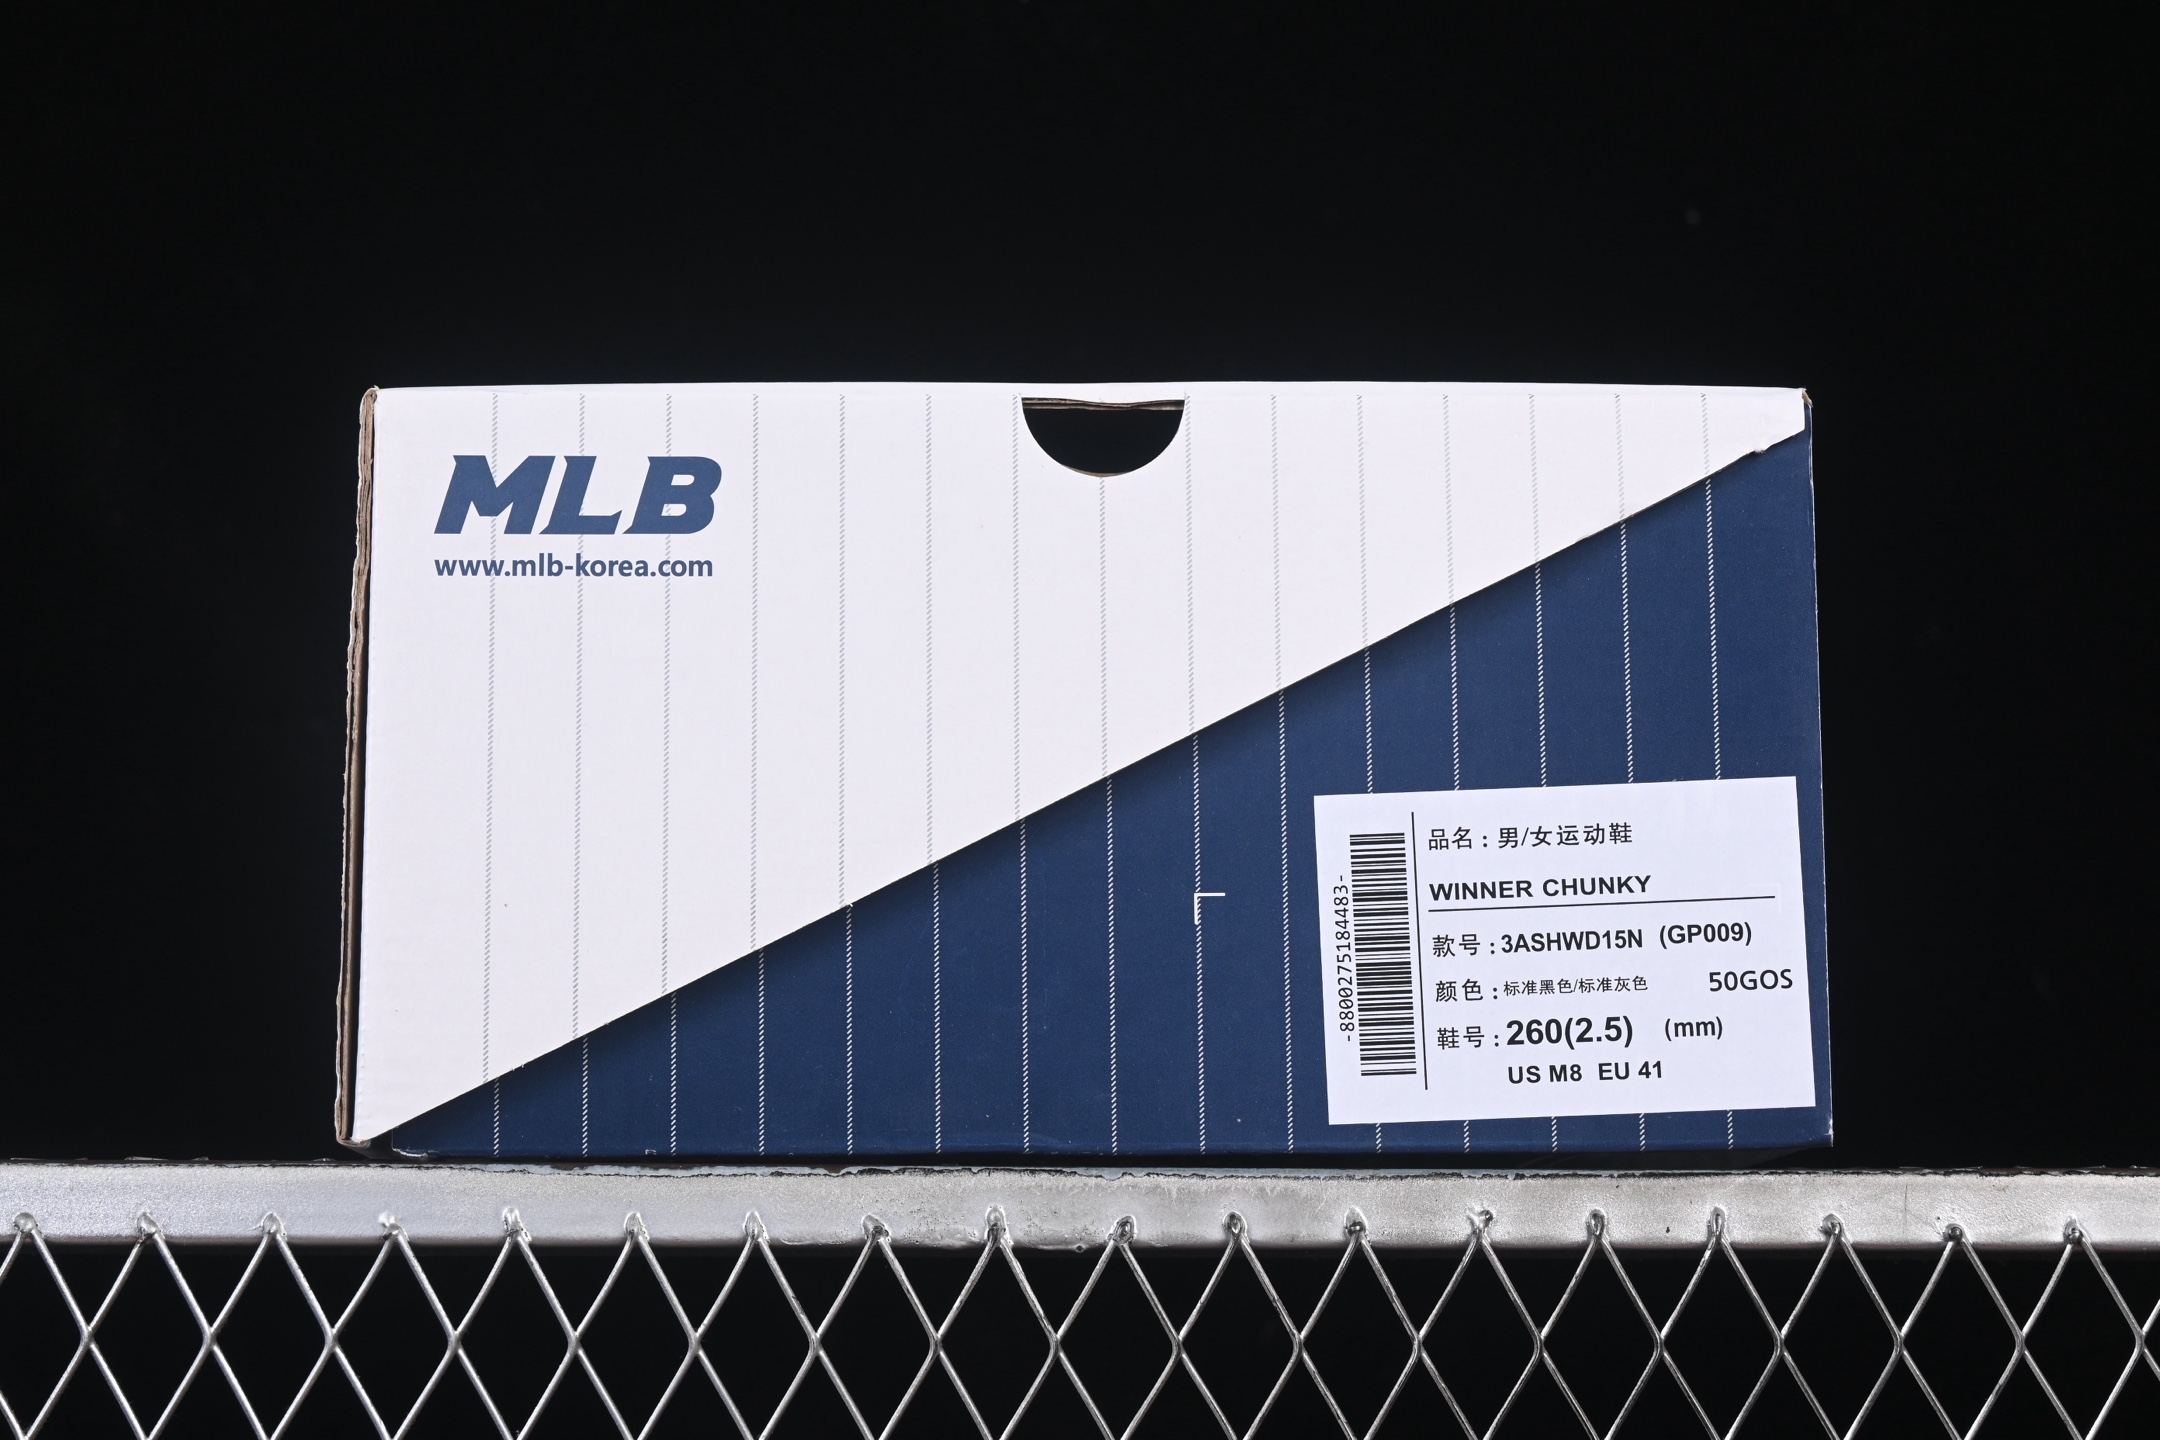 MLB
www.mlb-korea.com
-8800275184483-
品名：男/女运动鞋
WINNER CHUNKY
款号：3ASHWD15N (GP009)
颜色：标准黑色/标准灰色 50GOS
鞋号：260(2.5) (mm)
US M8 EU 41